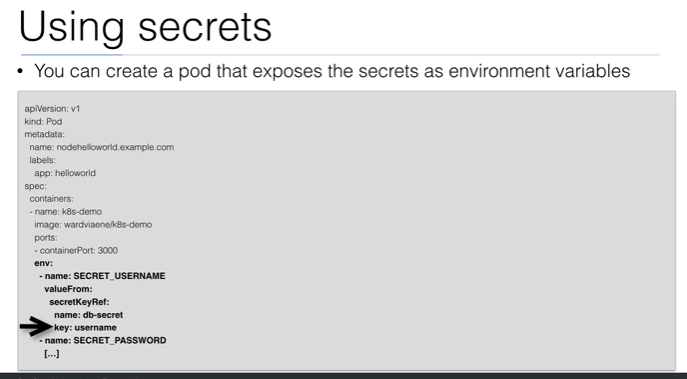 Using secrets
• You can create a pod that exposes the secrets as environment variables
apiVersion: v1
kind: Pod
metadata:
  name: nodehelloworld.example.com
  labels:
    app: helloworld
spec:
  containers:
  - name: k8s-demo
    image: wardviaene/k8s-demo
    ports:
    - containerPort: 3000
    env:
      - name: SECRET_USERNAME
        valueFrom:
          secretKeyRef:
            name: db-secret
            key: username
      - name: SECRET_PASSWORD
        [...]